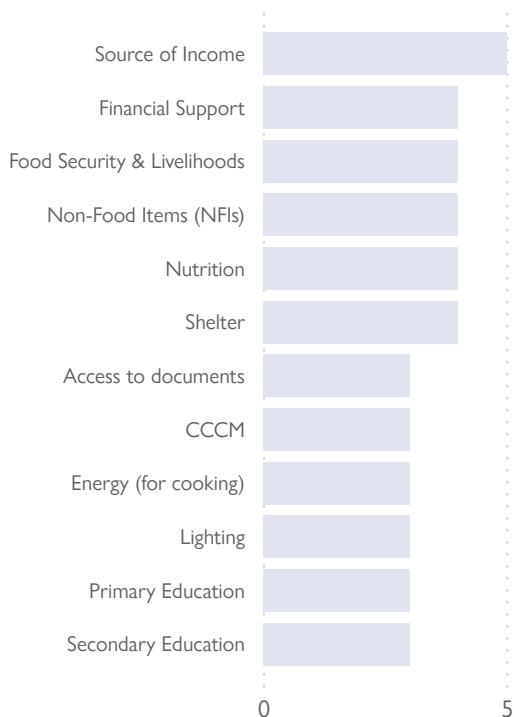 Source of Income
Financial Support
Food Security & Livelihoods
Non-Food Items (NFIs)
Nutrition
Shelter
Access to documents
CCCM
Energy (for cooking)
Lighting
Primary Education
Secondary Education
0 5